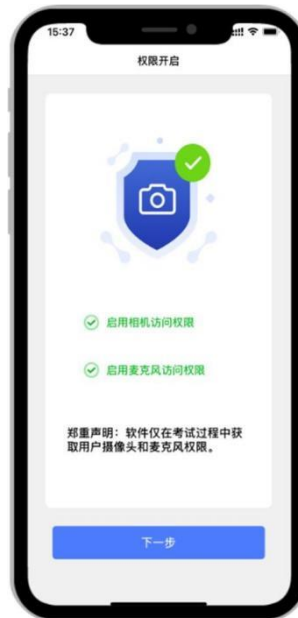 15:37
权限开启
启用相机访问权限
启用麦克风访问权限
郑重声明：软件仅在考试过程中获
取用户摄像头和麦克风权限。
下一步